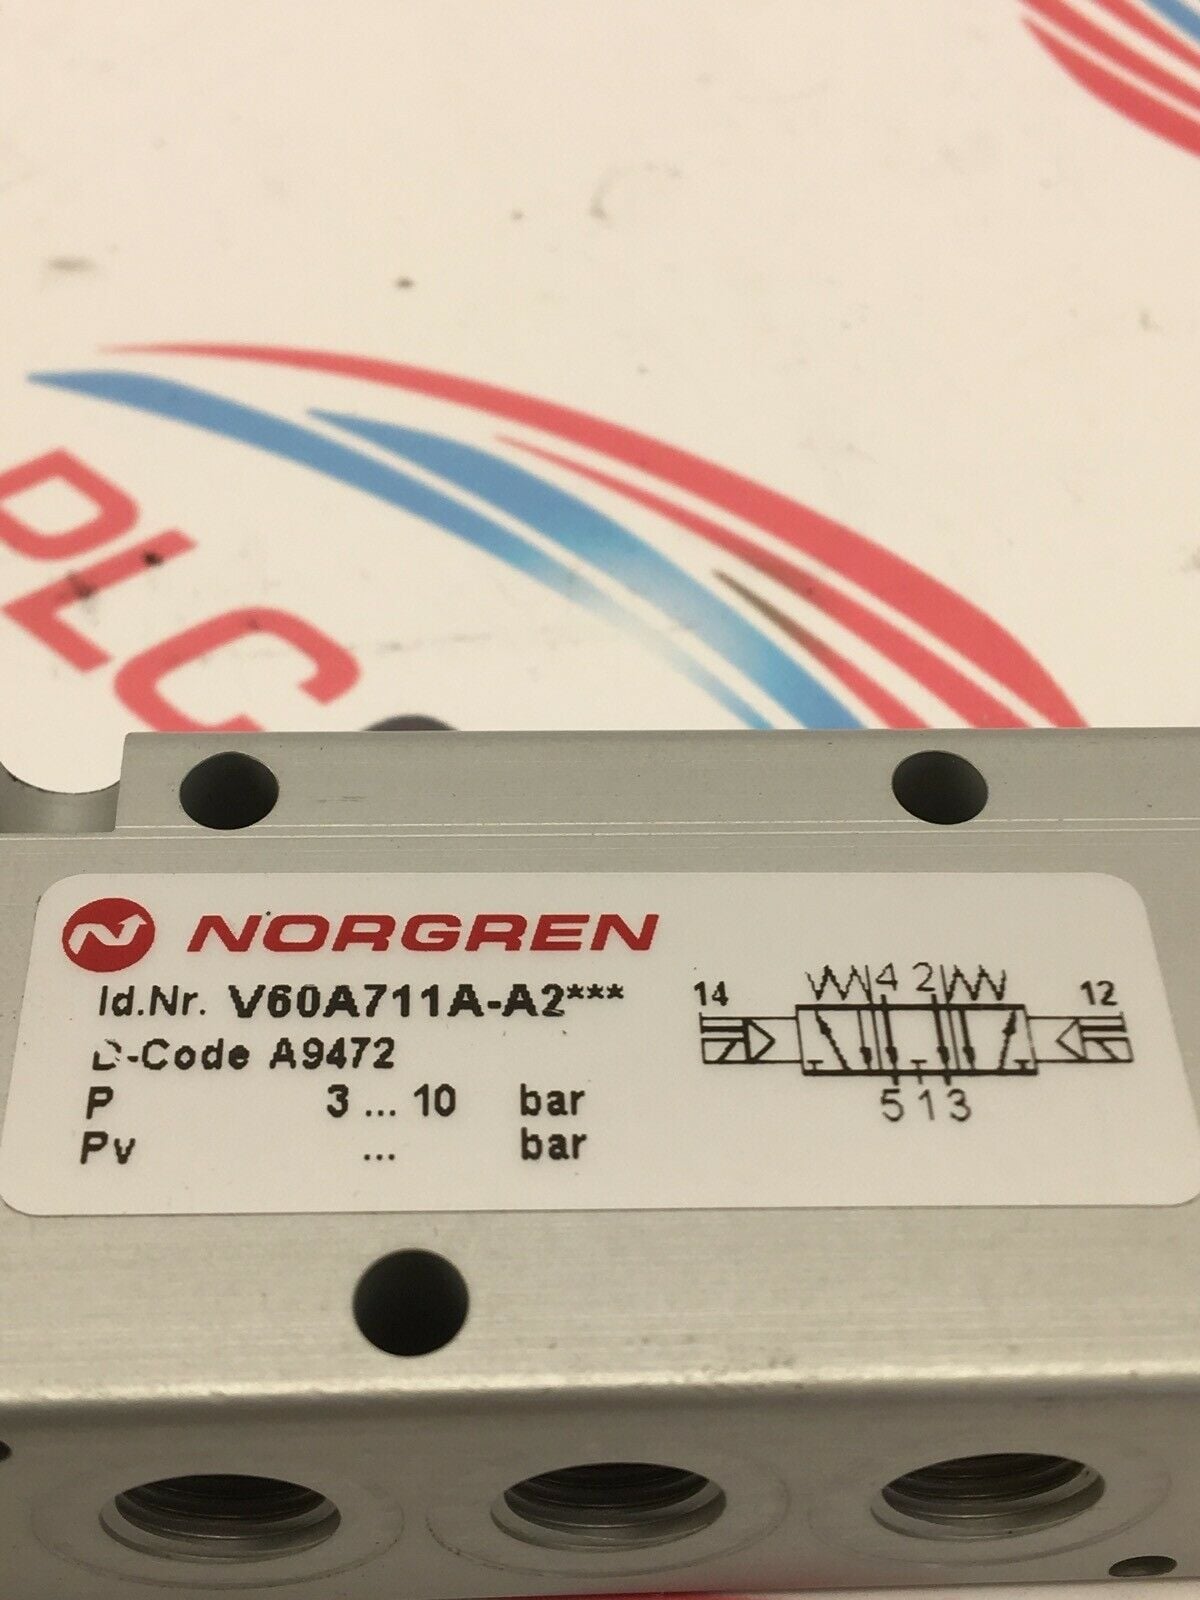 PLC
NORGREN
Id.Nr. V60A711A-A2***
D-Code A9472
P 3 ... 10 bar
Pv ... bar
14 4 2 12
5 1 3